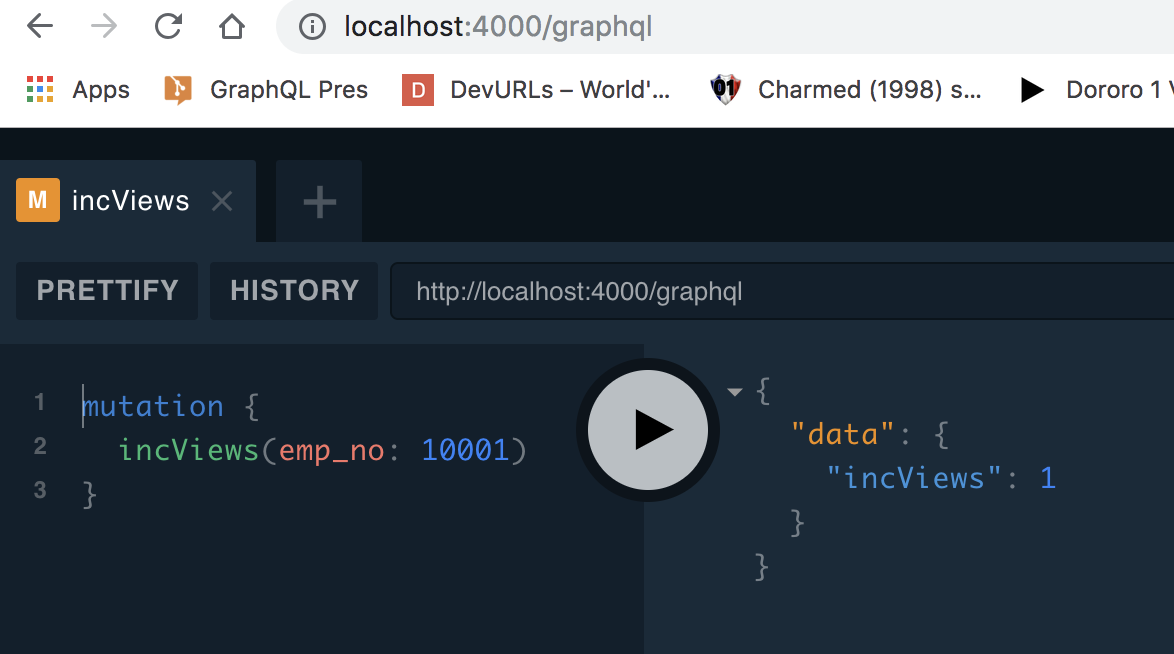 localhost:4000/graphql
Apps GraphQL Pres D DevURLs – World'... 01 Charmed (1998) s... Dororo 1
M incViews
PRETTIFY HISTORY http://localhost:4000/graphql
1 mutation {
2 incViews(emp_no: 10001)
3 }
{
"data": {
"incViews": 1
}
}